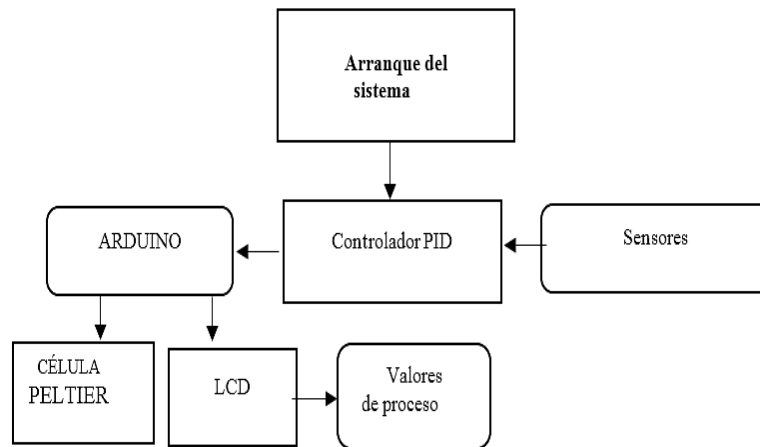 Arranque del
sistema
ARDUINO
Controlador PID
Sensores
CÉLULA
PELTIER
LCD
Valores
de proceso